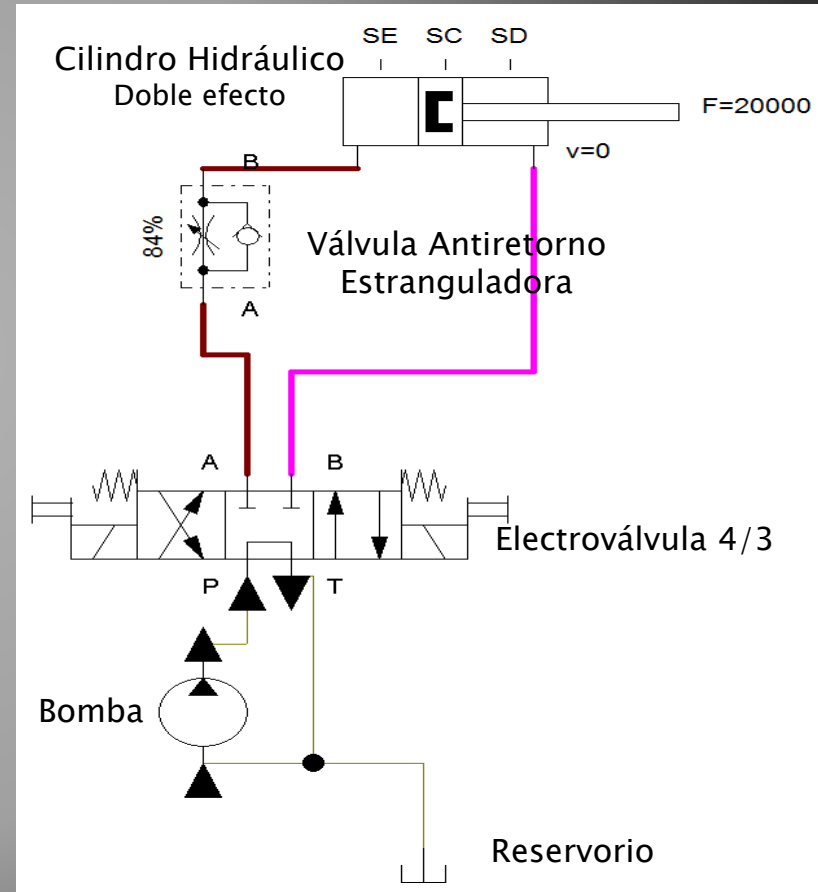 SE SC SD
Cilindro Hidráulico
Doble efecto
F=20000
v=0
B
84%
Válvula Antiretorno
Estranguladora
A
A B
Electroválvula 4/3
P T
Bomba
Reservorio